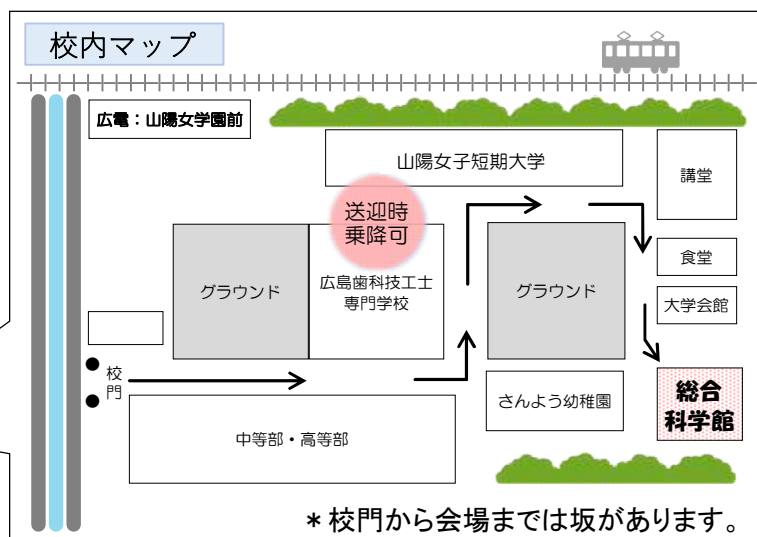 校内マップ
広電：山陽女学園前
山陽女子短期大学
講堂
送迎時
乗降可
グラウンド
広島歯科技工士
専門学校
グラウンド
食堂
大学会館
校
門
さんよう幼稚園
総合
科学館
中等部・高等部
＊校門から会場までは坂があります。